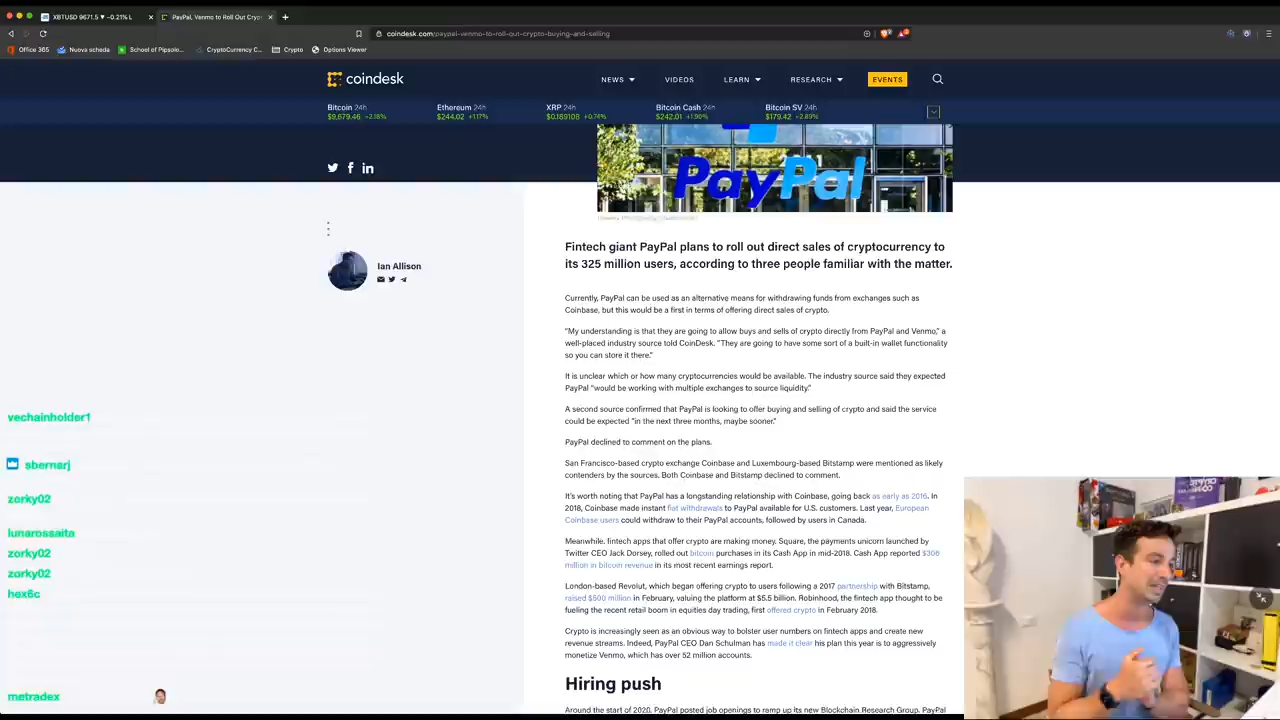 XBTUSD 9671.5 ▼ -0.21% L
PayPal, Venmo to Roll Out Cryp
coindesk.com/paypal-venmo-to-roll-out-crypto-buying-and-selling
Office 365
Nuova scheda
School of Pipsolo...
CryptoCurrency C...
Crypto
Options Viewer
coindesk
NEWS
VIDEOS
LEARN
RESEARCH
EVENTS
Bitcoin 24h
$9,679.46 +2.18%
Ethereum 24h
$244.02 +1.17%
XRP 24h
$0.189108 +0.74%
Bitcoin Cash 24h
$242.01 +1.90%
Bitcoin SV 24h
$179.42 +2.89%
PayPal
Ian Allison
Fintech giant PayPal plans to roll out direct sales of cryptocurrency to
its 325 million users, according to three people familiar with the matter.
Currently, PayPal can be used as an alternative means for withdrawing funds from exchanges such as
Coinbase, but this would be a first in terms of offering direct sales of crypto.
“My understanding is that they are going to allow buys and sells of crypto directly from PayPal and Venmo,” a
well-placed industry source told CoinDesk. “They are going to have some sort of a built-in wallet functionality
so you can store it there.”
It is unclear which or how many cryptocurrencies would be available. The industry source said they expected
PayPal “would be working with multiple exchanges to source liquidity.”
A second source confirmed that PayPal is looking to offer buying and selling of crypto and said the service
could be expected “in the next three months, maybe sooner.”
PayPal declined to comment on the plans.
San Francisco-based crypto exchange Coinbase and Luxembourg-based Bitstamp were mentioned as likely
contenders by the sources. Both Coinbase and Bitstamp declined to comment.
It’s worth noting that PayPal has a longstanding relationship with Coinbase, going back as early as 2016. In
2018, Coinbase made instant fiat withdrawals to PayPal available for U.S. customers. Last year, European
Coinbase users could withdraw to their PayPal accounts, followed by users in Canada.
Meanwhile, fintech apps that offer crypto are making money. Square, the payments unicorn launched by
Twitter CEO Jack Dorsey, rolled out bitcoin purchases in its Cash App in mid-2018. Cash App reported $306
million in bitcoin revenue in its most recent earnings report.
London-based Revolut, which began offering crypto to users following a 2017 partnership with Bitstamp,
raised $500 million in February, valuing the platform at $5.5 billion. Robinhood, the fintech app thought to be
fueling the recent retail boom in equities day trading, first offered crypto in February 2018.
Crypto is increasingly seen as an obvious way to bolster user numbers on fintech apps and create new
revenue streams. Indeed, PayPal CEO Dan Schulman has made it clear his plan this year is to aggressively
monetize Venmo, which has over 52 million accounts.
Hiring push
Around the start of 2020, PayPal posted job openings to ramp up its new Blockchain Research Group. PayPal
vechainholder1
sbernarj
zorky02
lunarossaita
zorky02
zorky02
hex6c
metradex